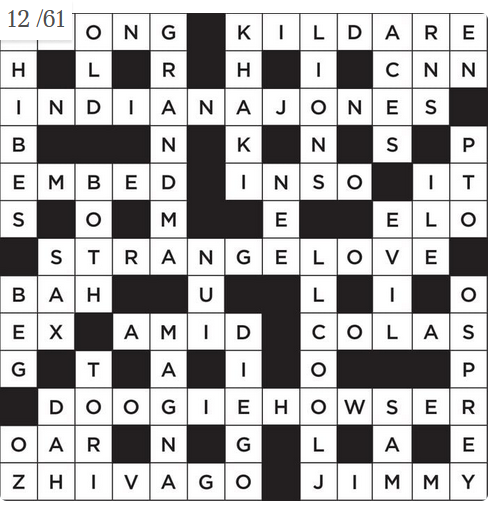 12 /61
O N G K I L D A R E
H L R H I C N N
I N D I A N A J O N E S
B N K N S P
E M B E D I N S O I T
S O M E E L O
S T R A N G E L O V E
B A H U L I O
E X A M I D C O L A S
G T A I O P
D O O G I E H O W S E R
O A R N G L A E
Z H I V A G O J I M M Y